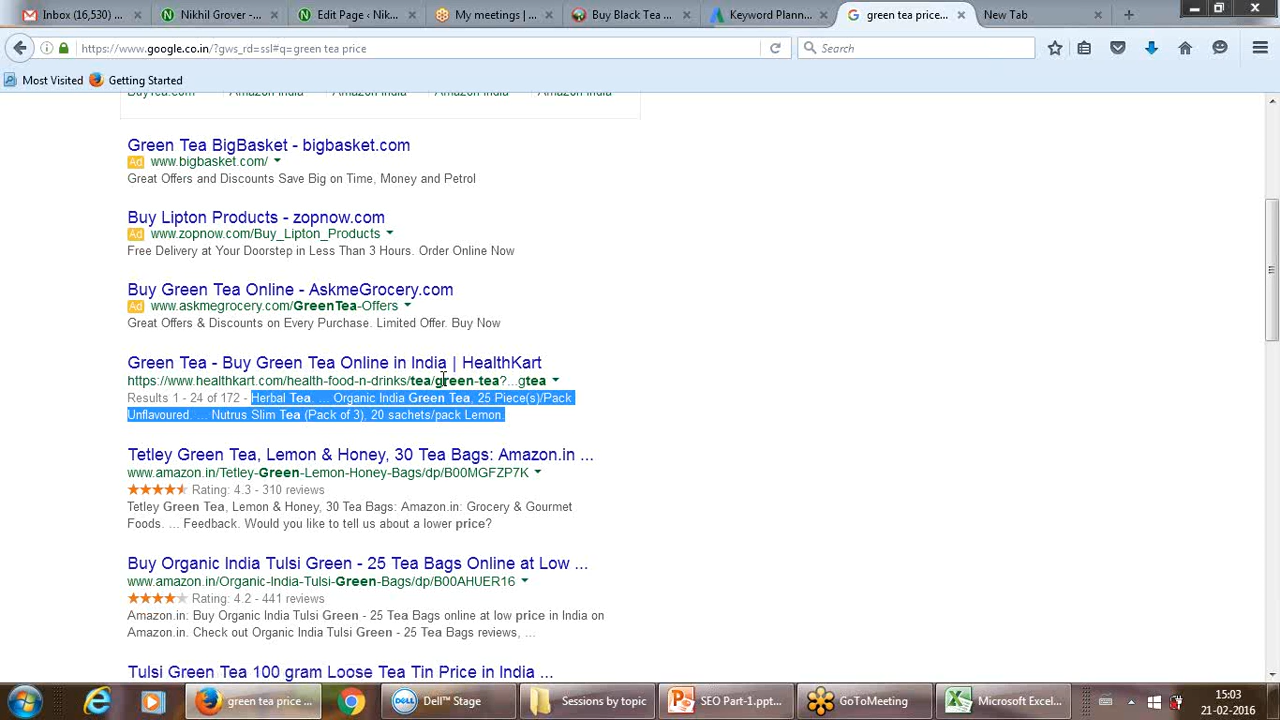 Inbox (16,530) ...
Nikhil Grover - ...
Edit Page ‹ Nikh...
My meetings | ...
Buy Black Tea ...
Keyword Plann...
green tea price...
New Tab
https://www.google.co.in/?gws_rd=ssl#q=green tea price
Search
Most Visited
Getting Started
BuyTea.com Amazon India Amazon India Amazon India Amazon India
Green Tea BigBasket - bigbasket.com
Ad www.bigbasket.com/
Great Offers and Discounts Save Big on Time, Money and Petrol
Buy Lipton Products - zopnow.com
Ad www.zopnow.com/Buy_Lipton_Products
Free Delivery at Your Doorstep in Less Than 3 Hours. Order Online Now
Buy Green Tea Online - AskmeGrocery.com
Ad www.askmegrocery.com/GreenTea-Offers
Great Offers & Discounts on Every Purchase. Limited Offer. Buy Now
Green Tea - Buy Green Tea Online in India | HealthKart
https://www.healthkart.com/health-food-n-drinks/tea/green-tea?...gtea
Results 1 - 24 of 172 - Herbal Tea. ... Organic India Green Tea, 25 Piece(s)/Pack
Unflavoured. ... Nutrus Slim Tea (Pack of 3), 20 sachets/pack Lemon.
Tetley Green Tea, Lemon & Honey, 30 Tea Bags: Amazon.in ...
www.amazon.in/Tetley-Green-Lemon-Honey-Bags/dp/B00MGFZP7K
Rating: 4.3 - 310 reviews
Tetley Green Tea, Lemon & Honey, 30 Tea Bags: Amazon.in: Grocery & Gourmet
Foods. ... Feedback. Would you like to tell us about a lower price?
Buy Organic India Tulsi Green - 25 Tea Bags Online at Low ...
www.amazon.in/Organic-India-Tulsi-Green-Bags/dp/B00AHUER16
Rating: 4.2 - 441 reviews
Amazon.in: Buy Organic India Tulsi Green - 25 Tea Bags online at low price in India on
Amazon.in. Check out Organic India Tulsi Green - 25 Tea Bags reviews, ...
Tulsi Green Tea 100 gram Loose Tea Tin Price in India ...
green tea price ...
Dell™ Stage
Sessions by topic
SEO Part-1.ppt...
GoToMeeting
Microsoft Exce...
15:03
21-02-2016